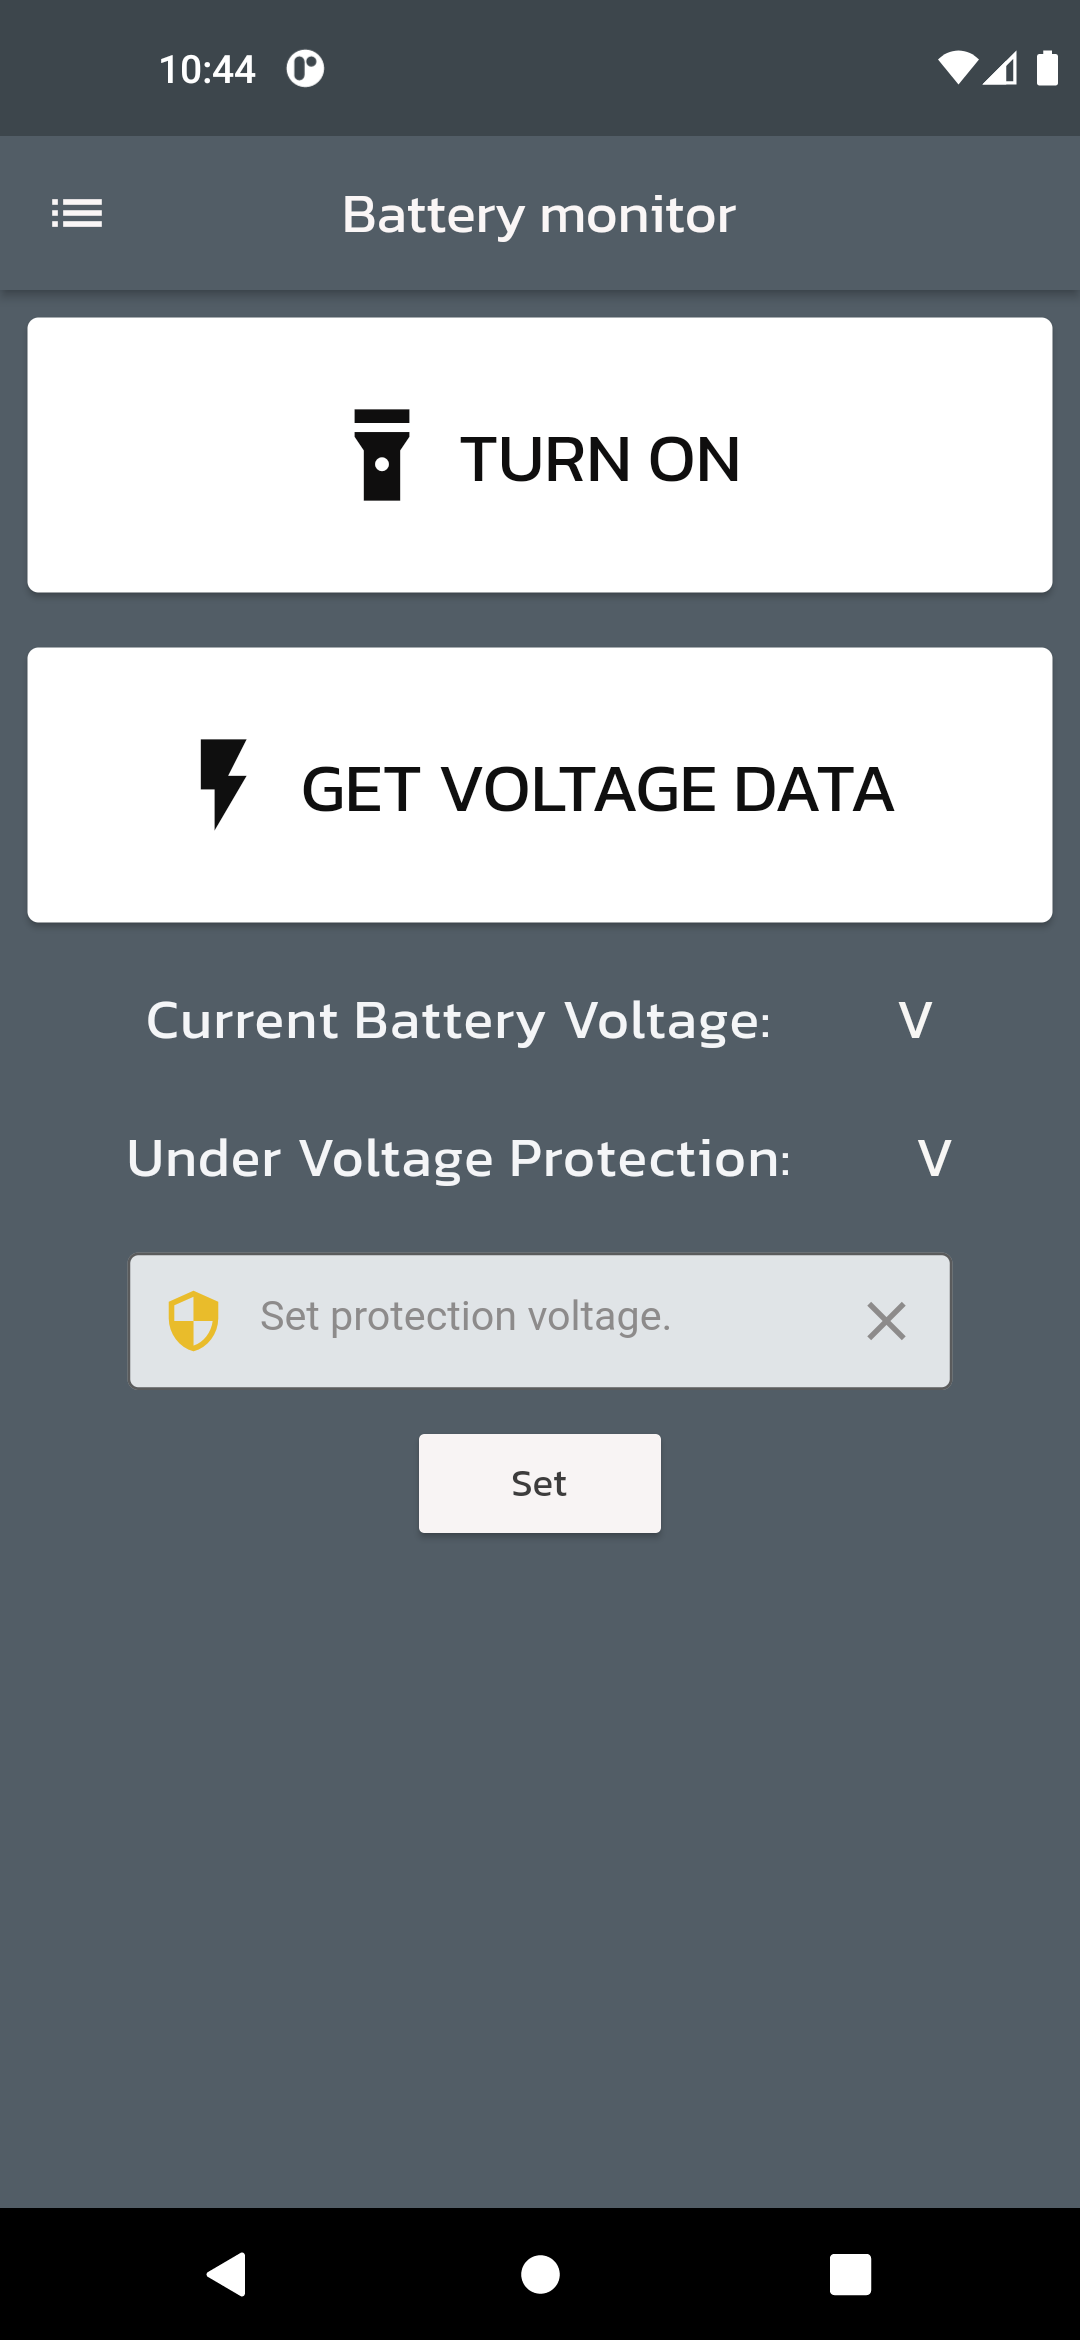 10:44
Battery monitor
TURN ON
GET VOLTAGE DATA
Current Battery Voltage: V
Under Voltage Protection: V
Set protection voltage.
Set